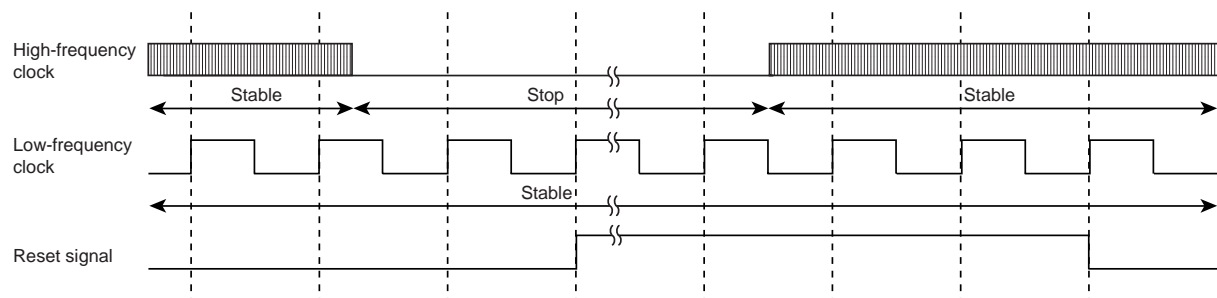 High-frequency
clock
Stable
Stop
Stable
Low-frequency
clock
Stable
Reset signal